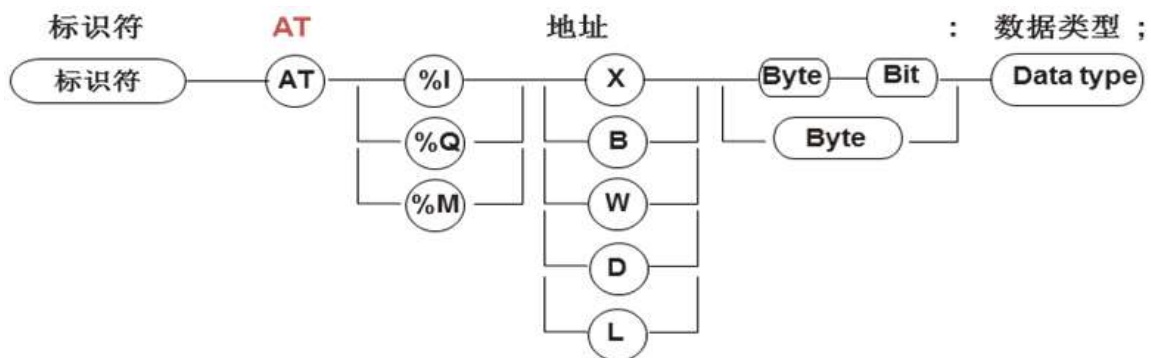 标识符 AT 地址 : 数据类型 ;
标识符 AT %I X Byte Bit Data type
%Q B Byte
%M W
D
L